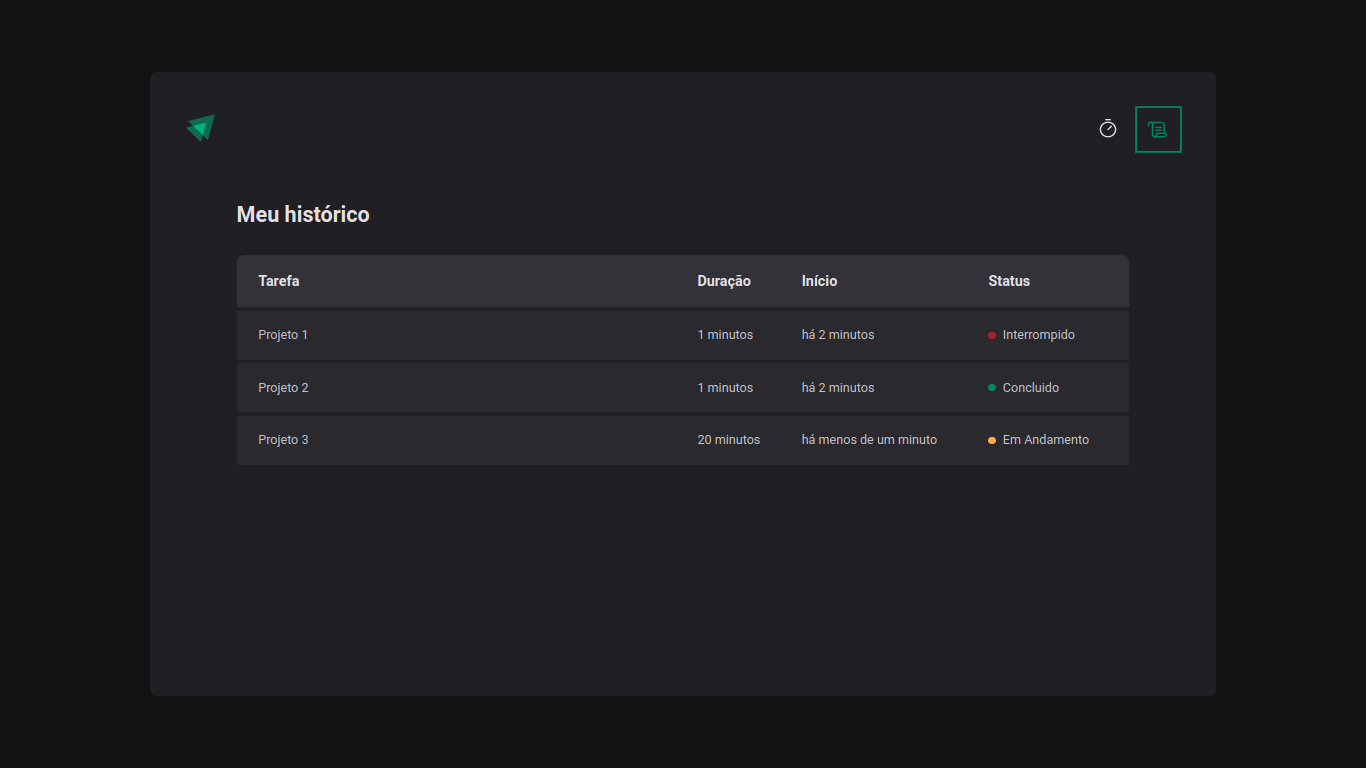 Meu histórico
Tarefa Duração Início Status
Projeto 1 1 minutos há 2 minutos Interrompido
Projeto 2 1 minutos há 2 minutos Concluido
Projeto 3 20 minutos há menos de um minuto Em Andamento